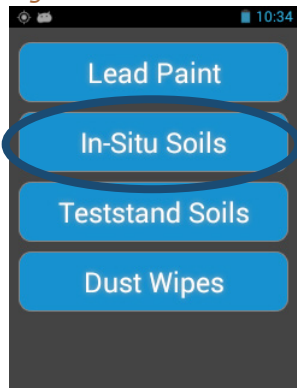 10:34
Lead Paint
In-Situ Soils
Teststand Soils
Dust Wipes